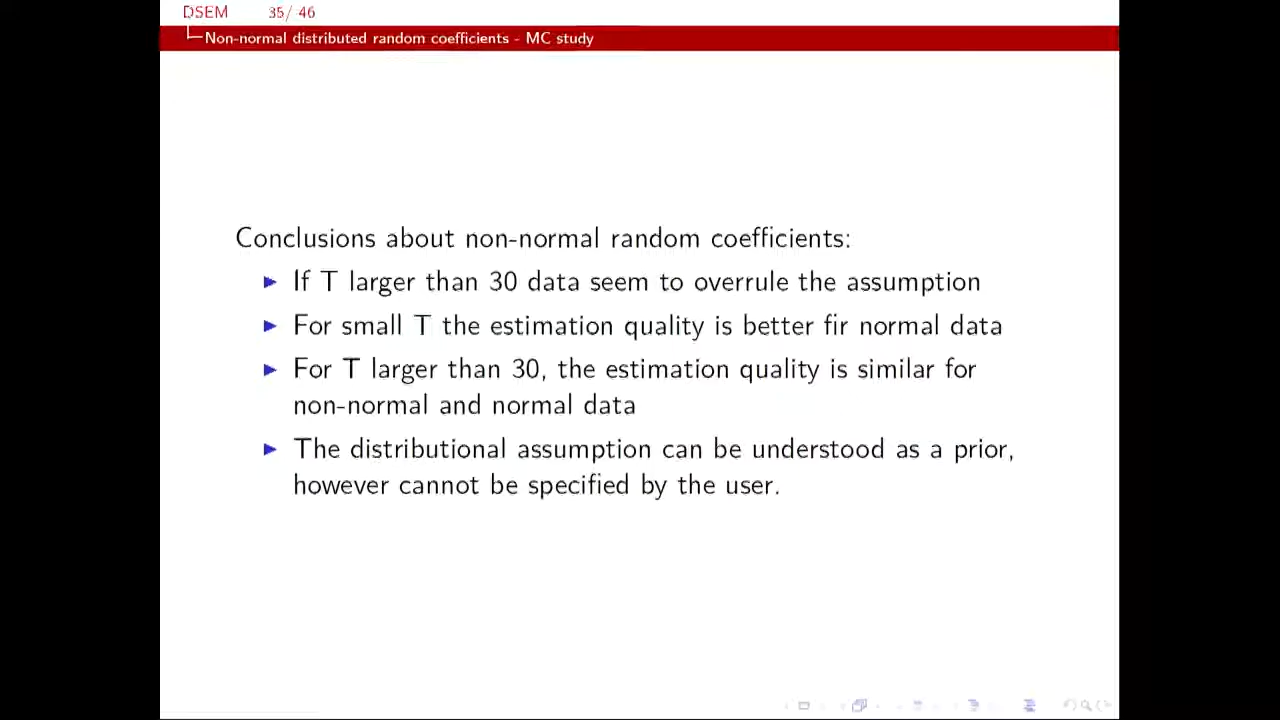 DSEM 35/ 46
Non-normal distributed random coefficients - MC study
Conclusions about non-normal random coefficients:
If T larger than 30 data seem to overrule the assumption
For small T the estimation quality is better fir normal data
For T larger than 30, the estimation quality is similar for
non-normal and normal data
The distributional assumption can be understood as a prior,
however cannot be specified by the user.